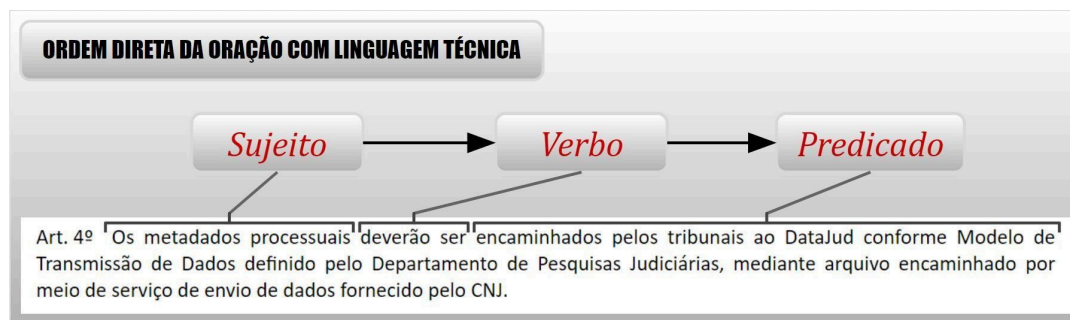 ORDEM DIRETA DA ORAÇÃO COM LINGUAGEM TÉCNICA
Sujeito Verbo Predicado
Art. 4º Os metadados processuais deverão ser encaminhados pelos tribunais ao DataJud conforme Modelo de
Transmissão de Dados definido pelo Departamento de Pesquisas Judiciárias, mediante arquivo encaminhado por
meio de serviço de envio de dados fornecido pelo CNJ.